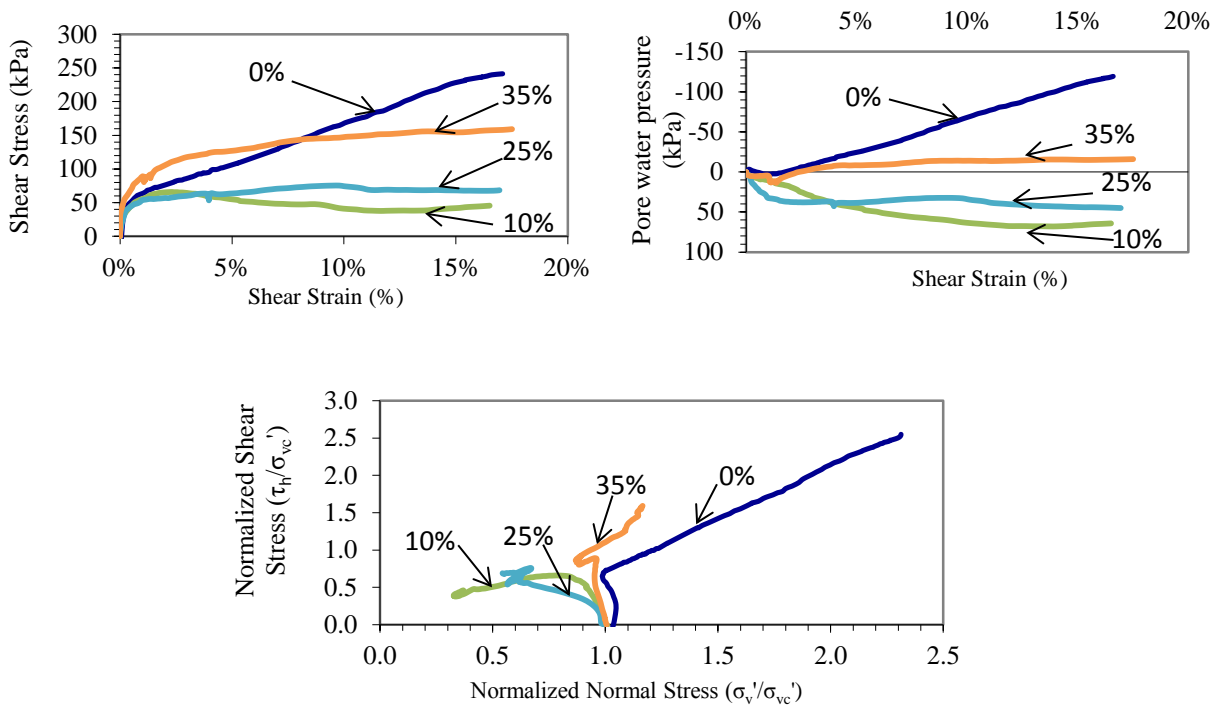 Shear Stress (kPa)
300
250
200
150
100
50
0
0%
35%
25%
10%
0% 5% 10% 15% 20%
Shear Strain (%)
0% 5% 10% 15% 20%
Pore water pressure
(kPa)
-150
-100
-50
0
50
100
0%
35%
25%
10%
Shear Strain (%)
Normalized Shear
Stress (τh/σvc')
3.0
2.5
2.0
1.5
1.0
0.5
0.0
35%
0%
10%
25%
0.0 0.5 1.0 1.5 2.0 2.5
Normalized Normal Stress (σv'/σvc')